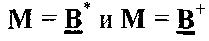 M = B* и M = B⁺